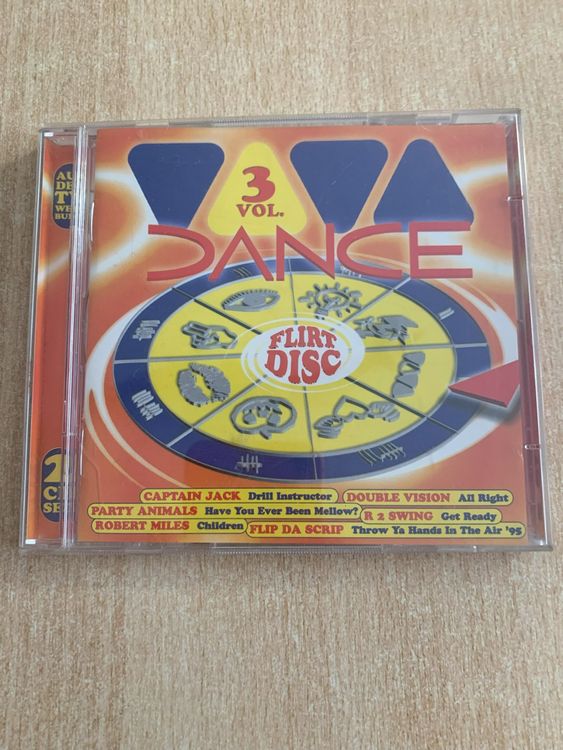 3
VOL.
DANCE
FLIRT
DISC
CAPTAIN JACK Drill Instructor DOUBLE VISION All Right
PARTY ANIMALS Have You Ever Been Mellow? R 2 SWING Get Ready
ROBERT MILES Children FLIP DA SCRIP Throw Ya Hands In The Air '95